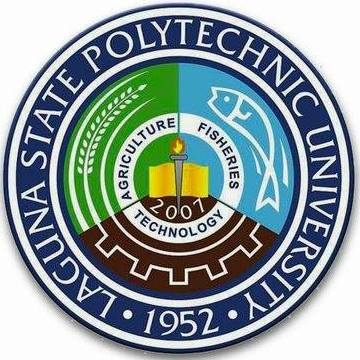 LAGUNA STATE POLYTECHNIC UNIVERSITY
• 1952 •
AGRICULTURE
FISHERIES
TECHNOLOGY
2007